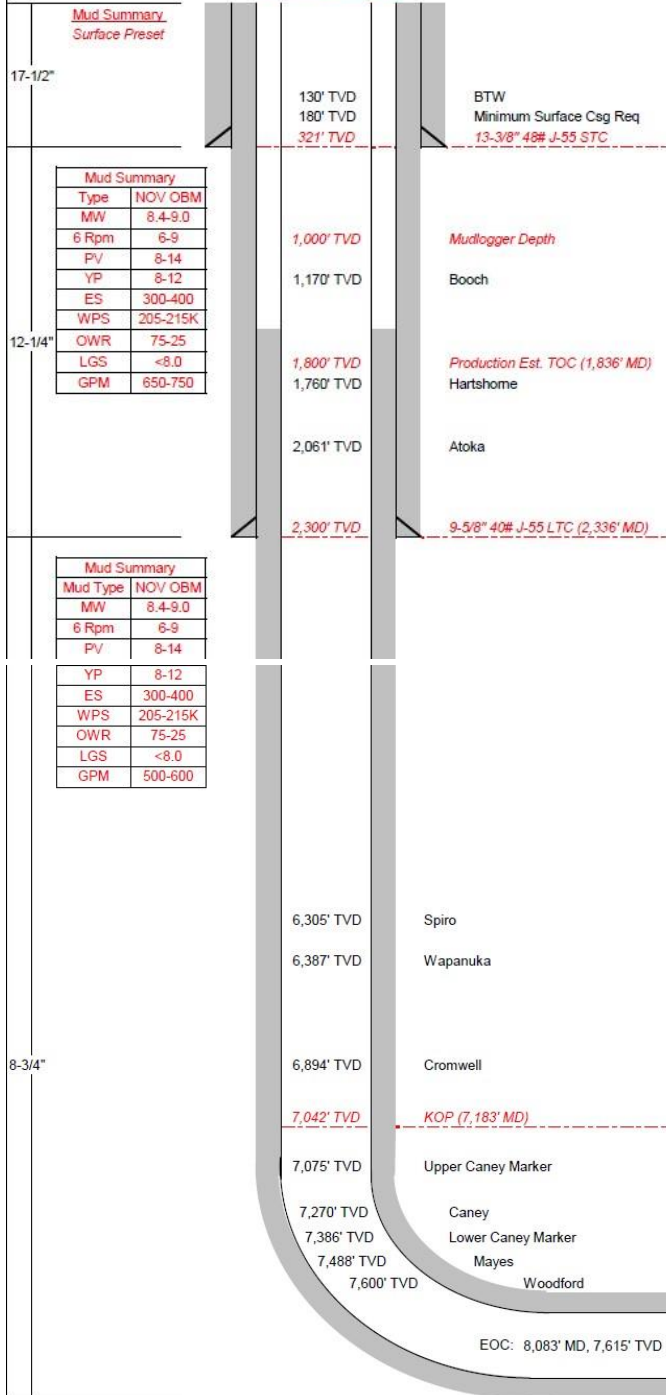 Mud Summary
Surface Preset
17-1/2"
130' TVD BTW
180' TVD Minimum Surface Csg Req
321' TVD 13-3/8" 48# J-55 STC
Mud Summary
Type NOV OBM
MW 8.4-9.0
6 Rpm 6-9
PV 8-14
YP 8-12
ES 300-400
WPS 205-215K
OWR 75-25
LGS <8.0
GPM 650-750
1,000' TVD Mudlogger Depth
1,170' TVD Booch
12-1/4"
1,800' TVD Production Est. TOC (1,836' MD)
1,760' TVD Hartshorne
2,061' TVD Atoka
2,300' TVD 9-5/8" 40# J-55 LTC (2,336' MD)
Mud Summary
Mud Type NOV OBM
MW 8.4-9.0
6 Rpm 6-9
PV 8-14
YP 8-12
ES 300-400
WPS 205-215K
OWR 75-25
LGS <8.0
GPM 500-600
6,305' TVD Spiro
6,387' TVD Wapanuka
8-3/4"
6,894' TVD Cromwell
7,042' TVD KOP (7,183' MD)
7,075' TVD Upper Caney Marker
7,270' TVD Caney
7,386' TVD Lower Caney Marker
7,488' TVD Mayes
7,600' TVD Woodford
EOC: 8,083' MD, 7,615' TVD